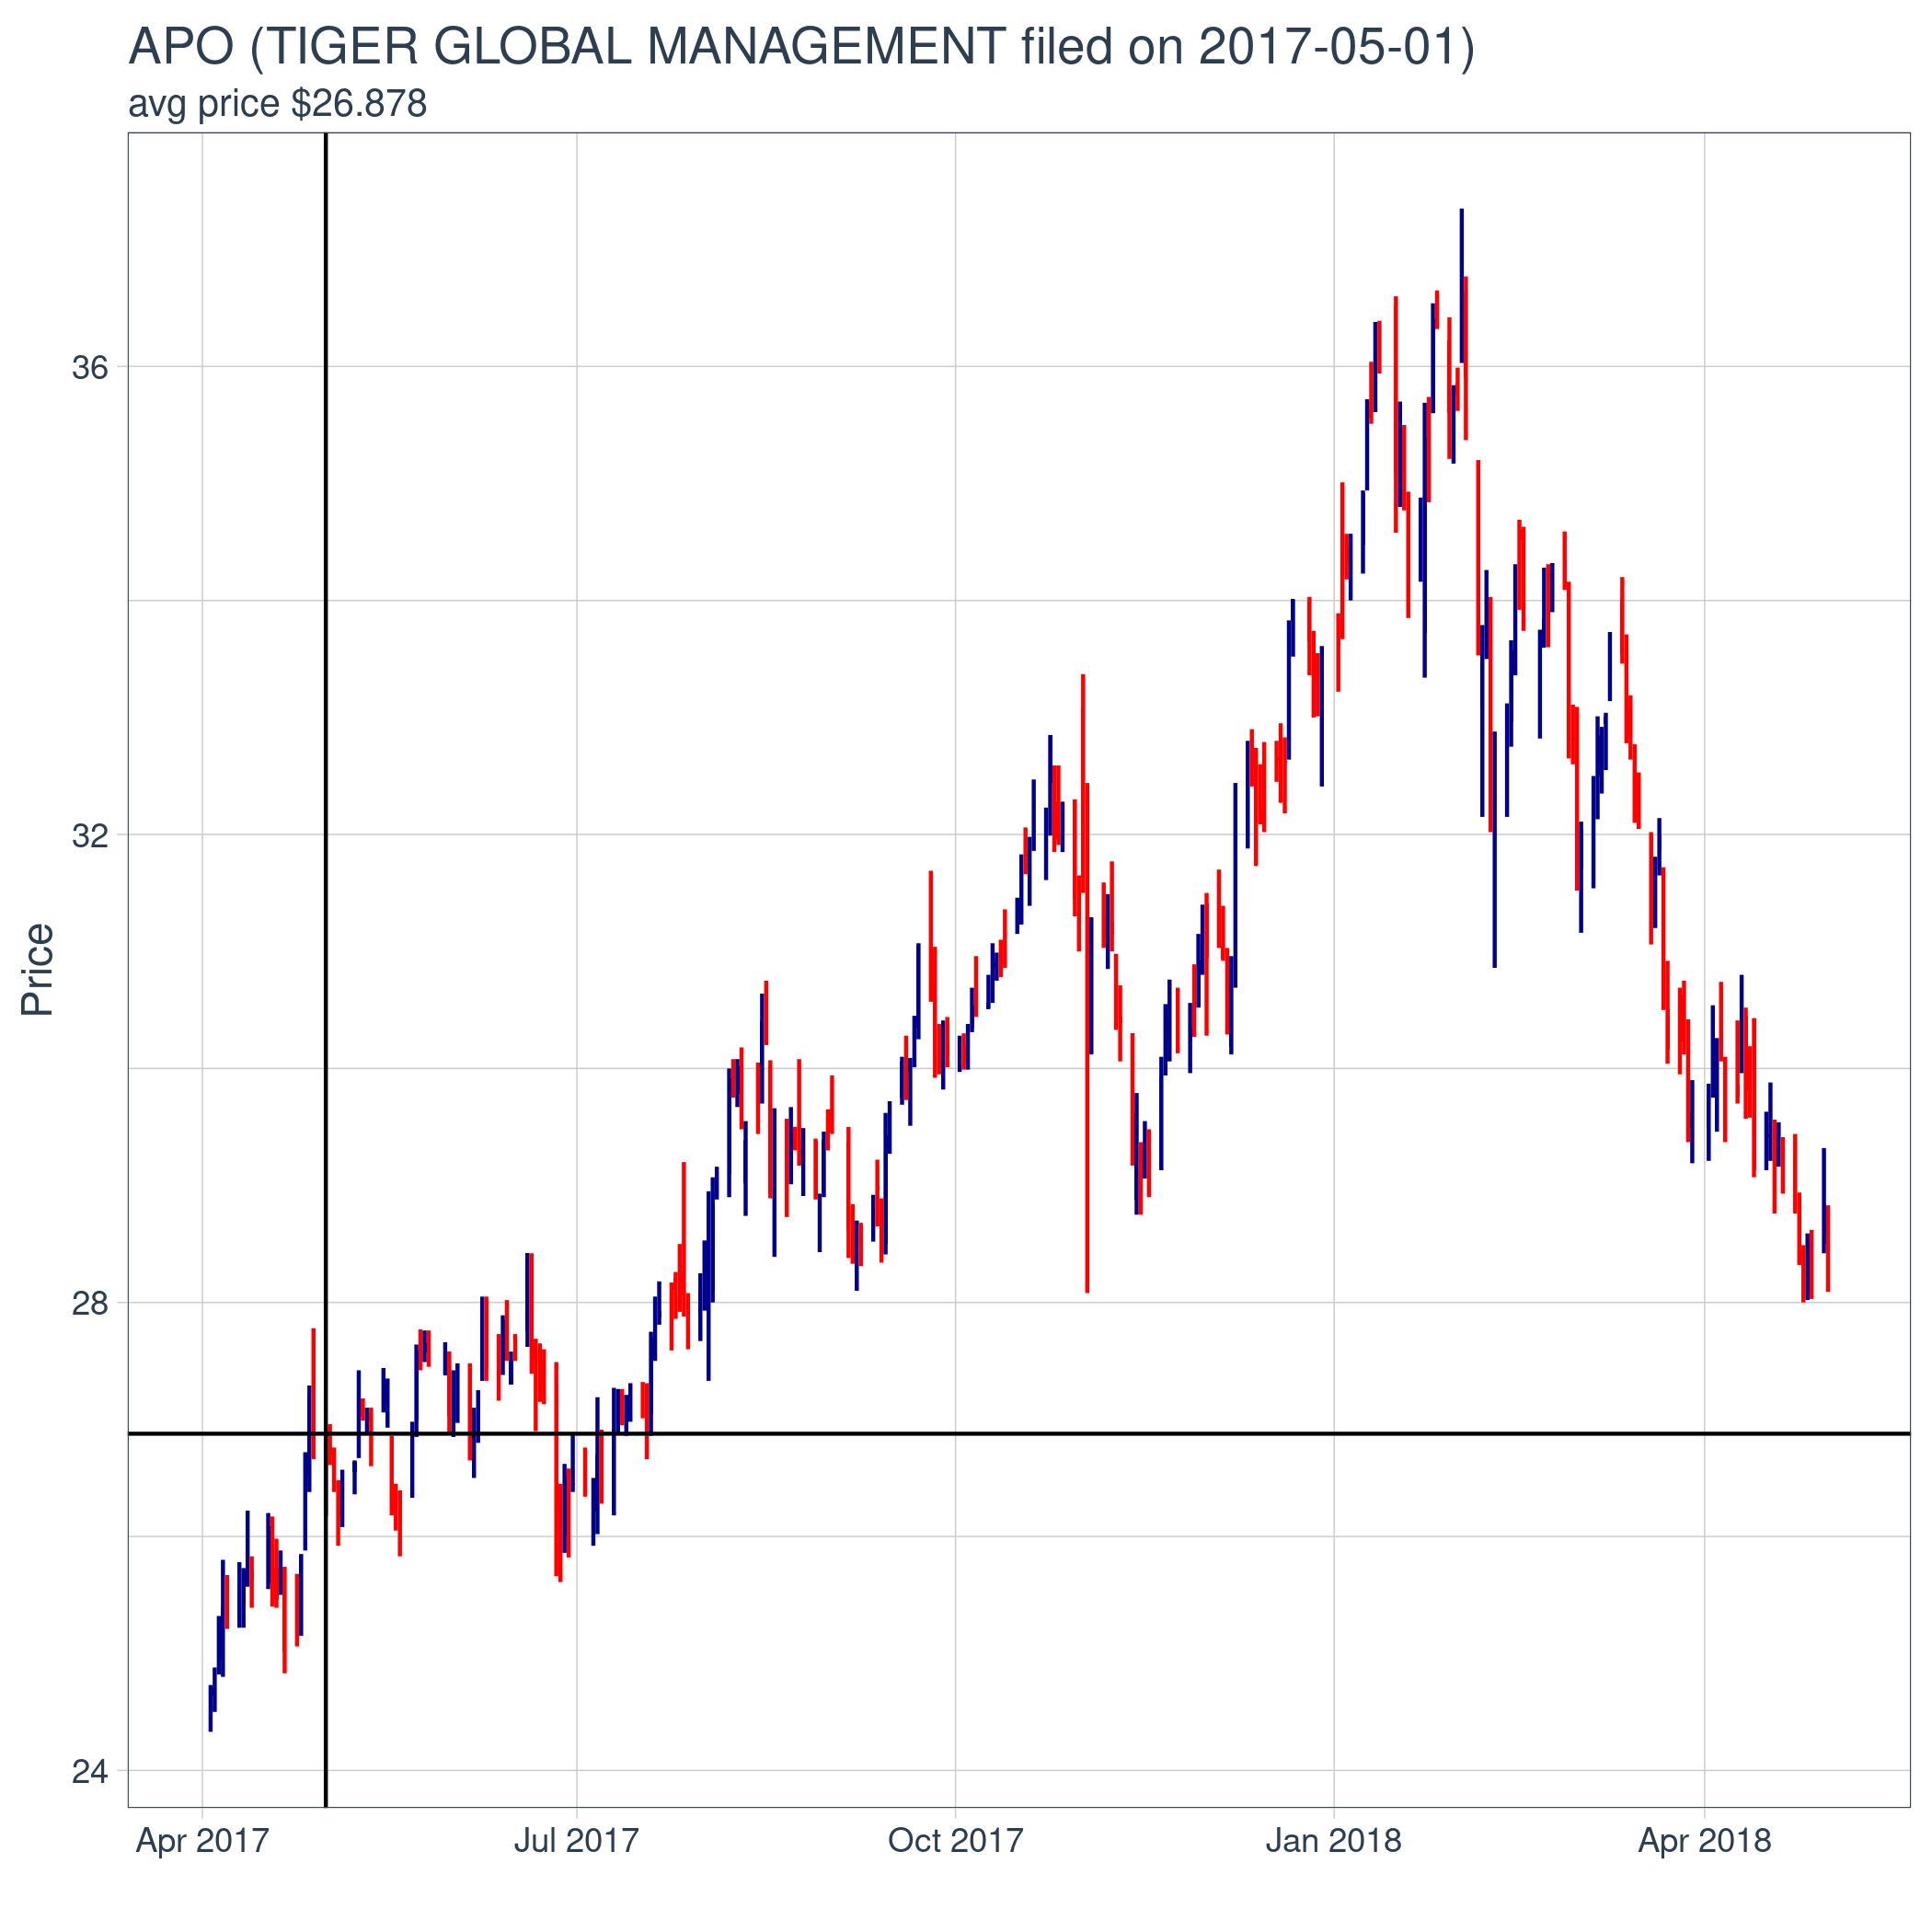 APO (TIGER GLOBAL MANAGEMENT filed on 2017-05-01)
avg price $26.878
36
32
28
24
Price
Apr 2017
Jul 2017
Oct 2017
Jan 2018
Apr 2018